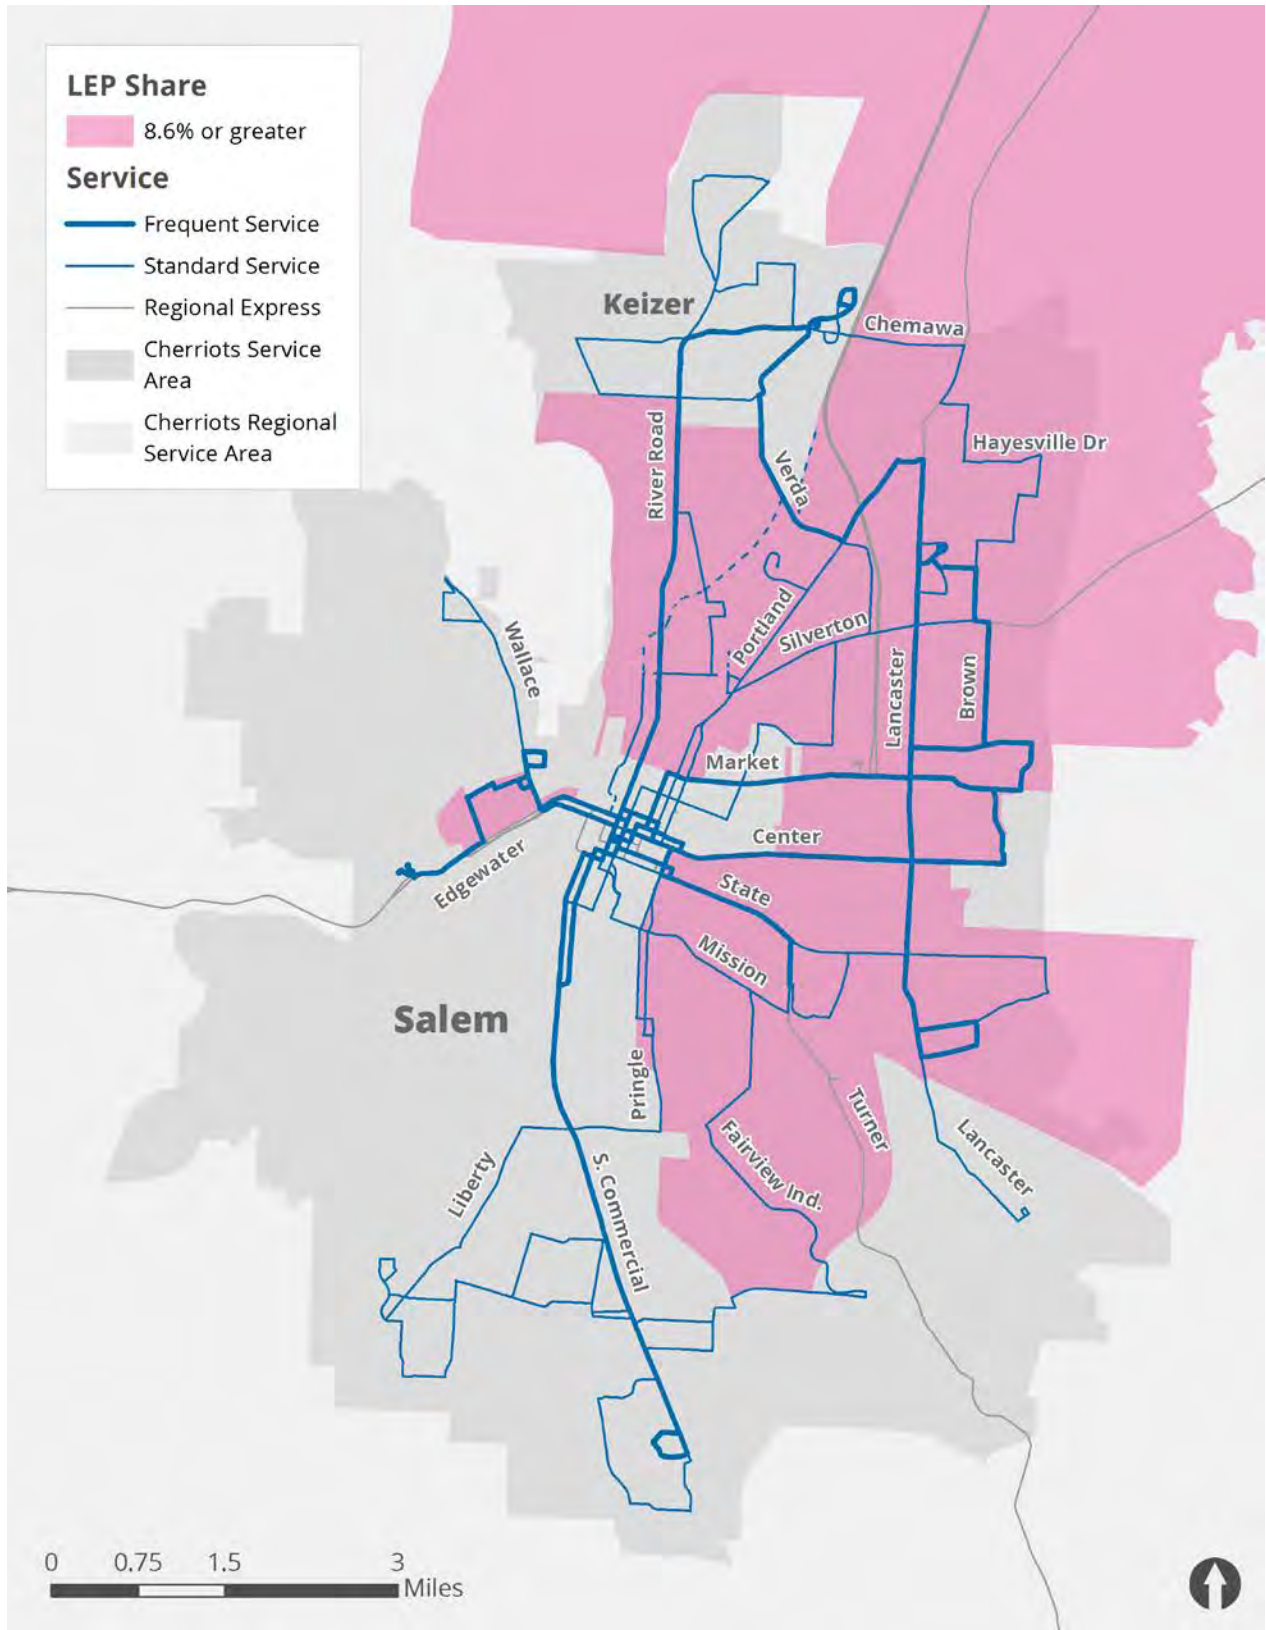 LEP Share
8.6% or greater
Service
Frequent Service
Standard Service
Regional Express
Cherriots Service
Area
Cherriots Regional
Service Area
Keizer
Chemawa
Hayesville Dr
River Road
Verda
Portland
Silverton
Wallace
Lancaster
Brown
Market
Center
Edgewater
State
Mission
Salem
Pringle
Turner
Fairview Ind.
Lancaster
Liberty
S. Commercial
0 0.75 1.5 3
Miles